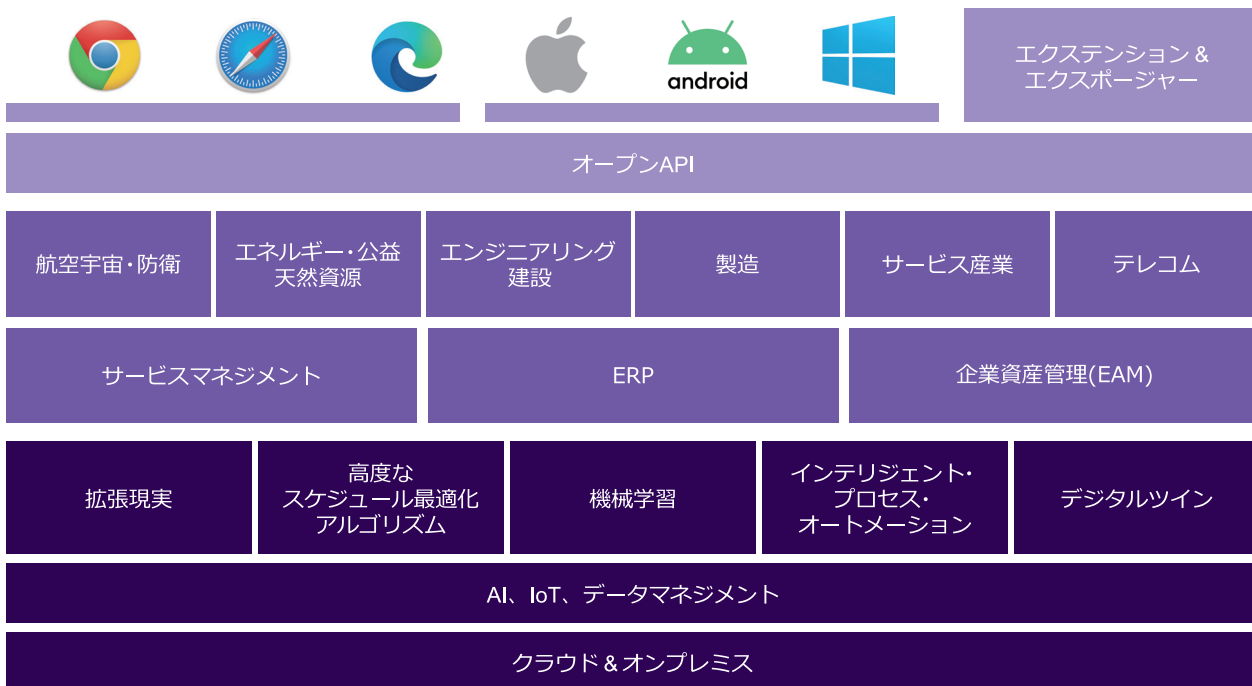 エクステンション &
エクスポージャー
android
オープンAPI
航空宇宙・防衛
エネルギー・公益
天然資源
エンジニアリング
建設
製造
サービス産業
テレコム
サービスマネジメント
ERP
企業資産管理(EAM)
拡張現実
高度な
スケジュール最適化
アルゴリズム
機械学習
インテリジェント・
プロセス・
オートメーション
デジタルツイン
AI、IoT、データマネジメント
クラウド & オンプレミス